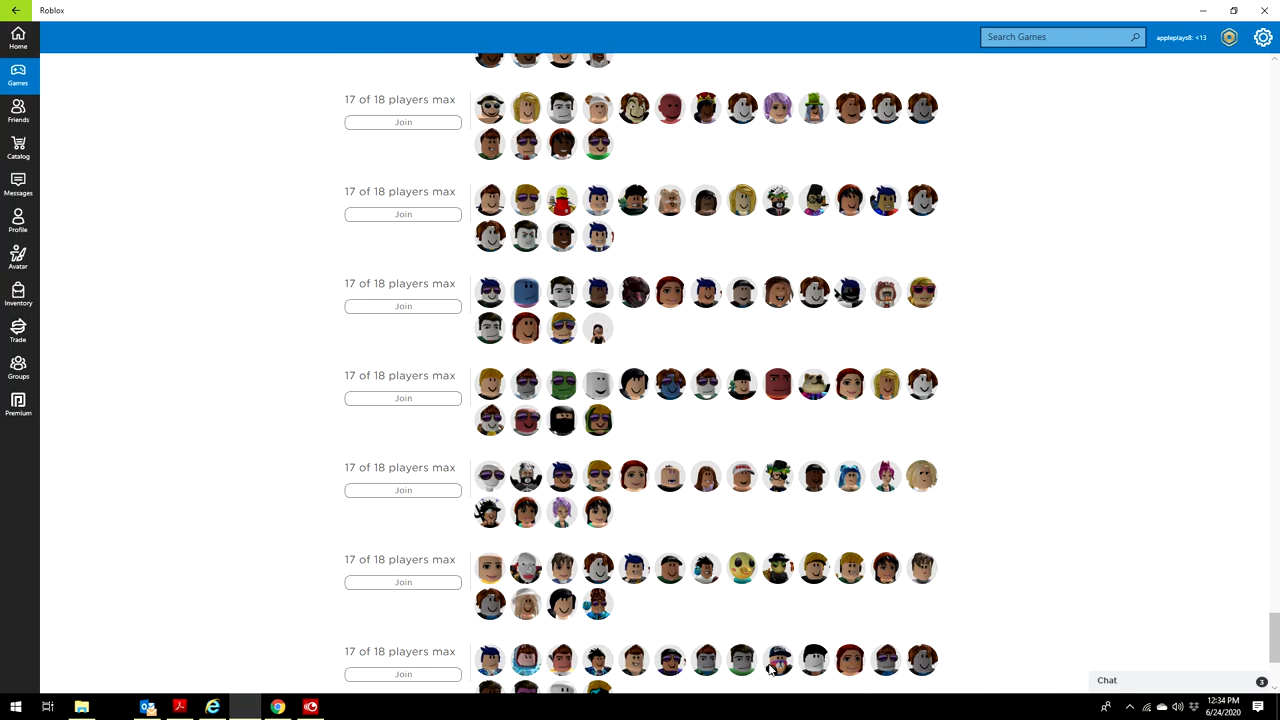 Roblox
Home
Search Games
appleplays8: <13
Games
Friends
Catalog
Messages
Profile
Avatar
Inventory
Trade
Groups
Premium
17 of 18 players max
Join
17 of 18 players max
Join
17 of 18 players max
Join
17 of 18 players max
Join
17 of 18 players max
Join
17 of 18 players max
Join
17 of 18 players max
Join
Chat
3
12:34 PM
6/24/2020